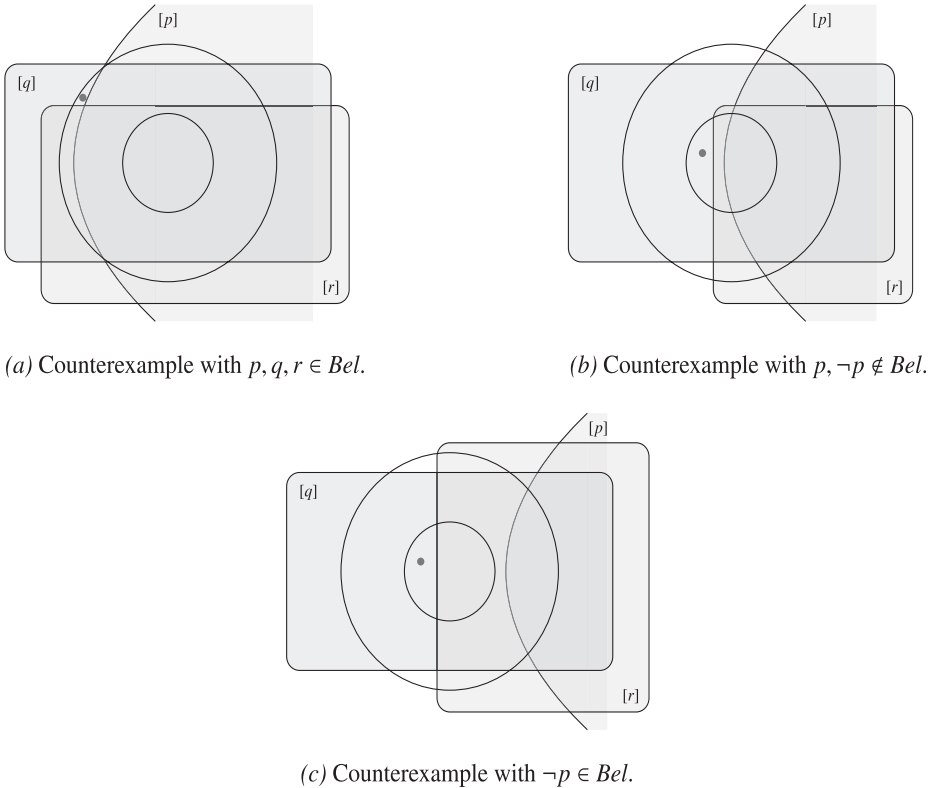 [p]
[q]
[r]
(a) Counterexample with p, q, r ∈ Bel.
[p]
[q]
[r]
(b) Counterexample with p, ¬p ∉ Bel.
[p]
[q]
[r]
(c) Counterexample with ¬p ∈ Bel.